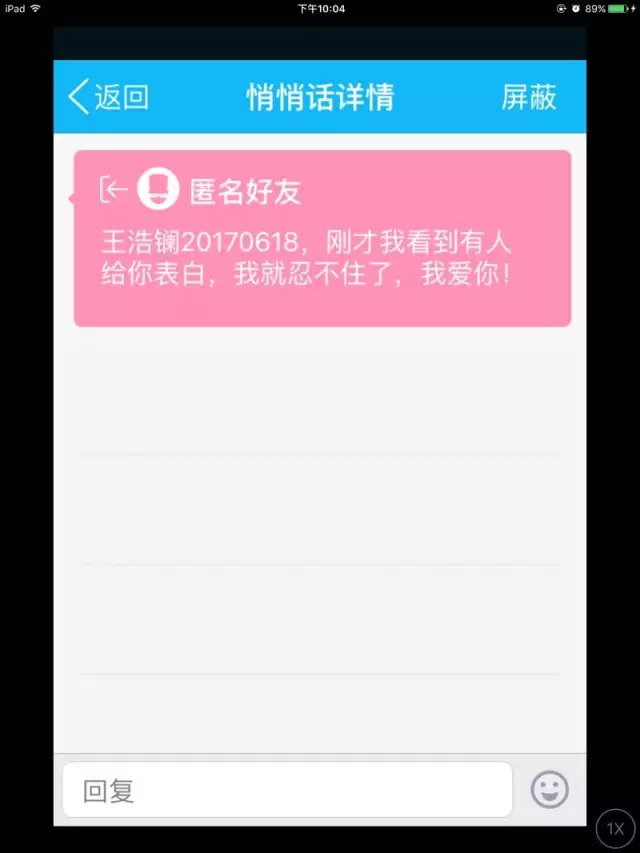 iPad 下午10:04 89%
返回 悄悄话详情 屏蔽
匿名好友
王浩镧20170618，刚才我看到有人
给你表白，我就忍不住了，我爱你！
回复
1X